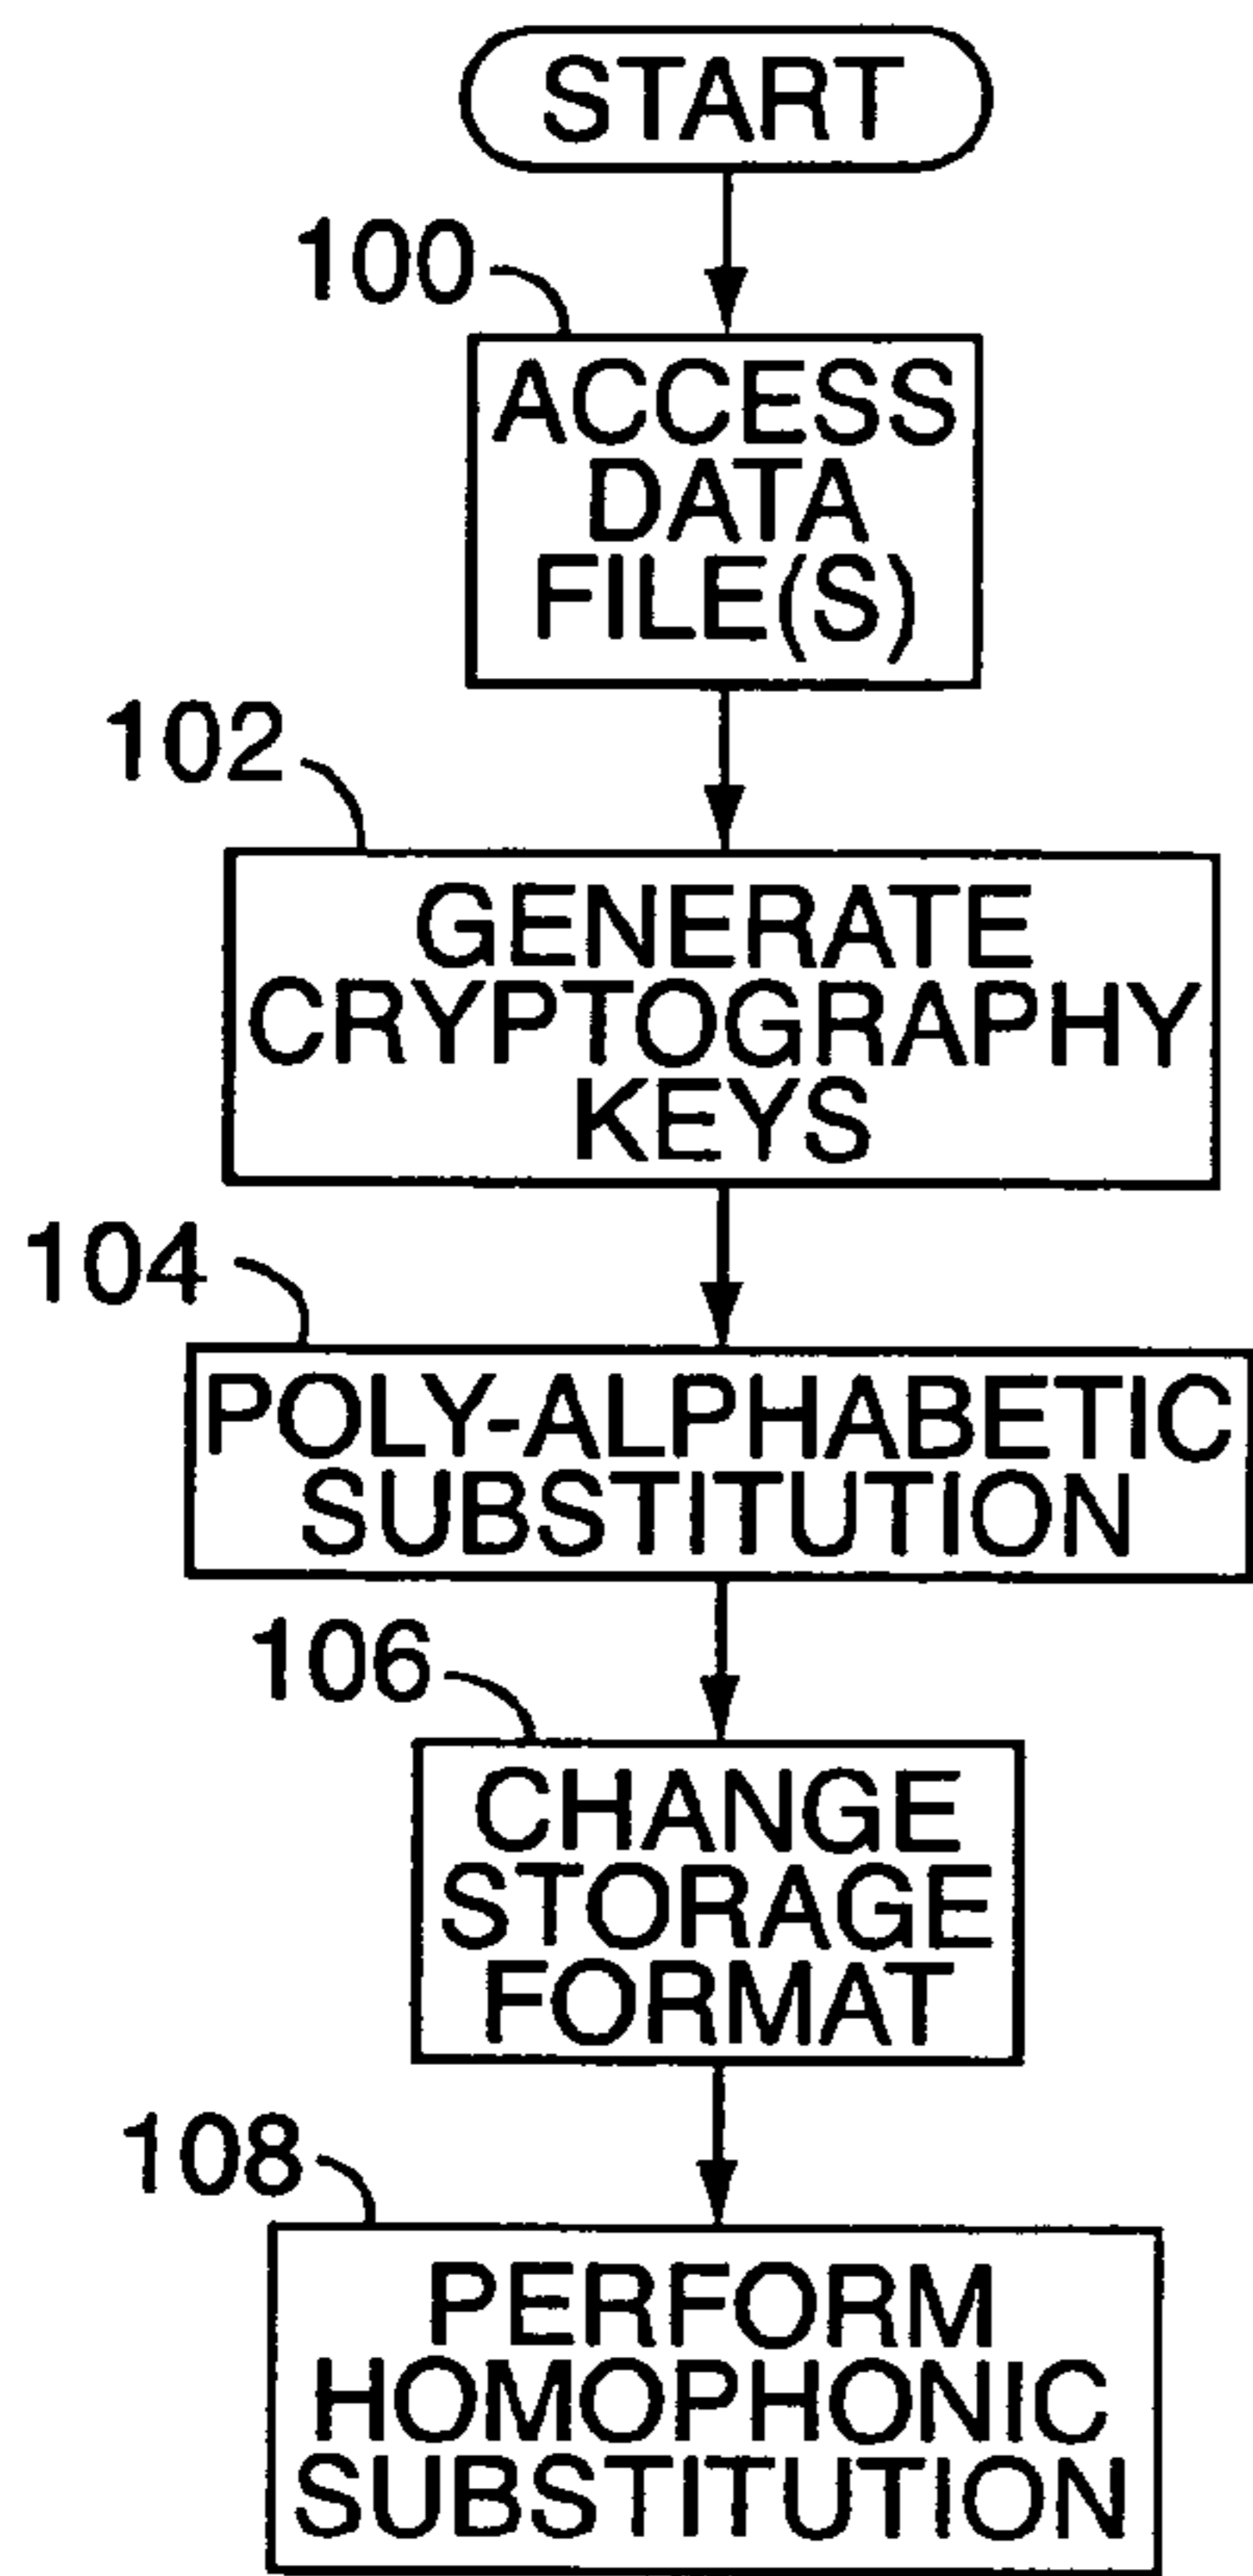 START
100
ACCESS
DATA
FILE(S)
102
GENERATE
CRYPTOGRAPHY
KEYS
104
POLY-ALPHABETIC
SUBSTITUTION
106
CHANGE
STORAGE
FORMAT
108
PERFORM
HOMOPHONIC
SUBSTITUTION